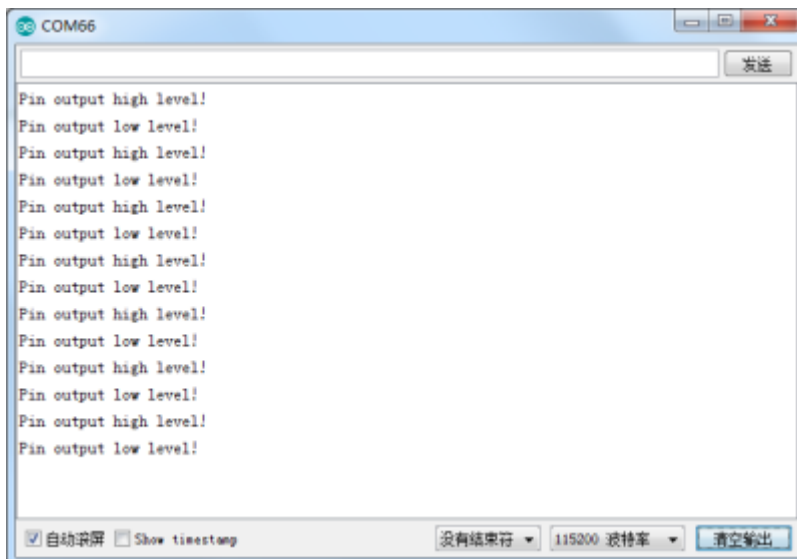 COM66
发送
Pin output high level!
Pin output low level!
Pin output high level!
Pin output low level!
Pin output high level!
Pin output low level!
Pin output high level!
Pin output low level!
Pin output high level!
Pin output low level!
Pin output high level!
Pin output low level!
Pin output high level!
Pin output low level!
自动滚屏 Show timestamp 没有结束符 115200 波特率 清空输出